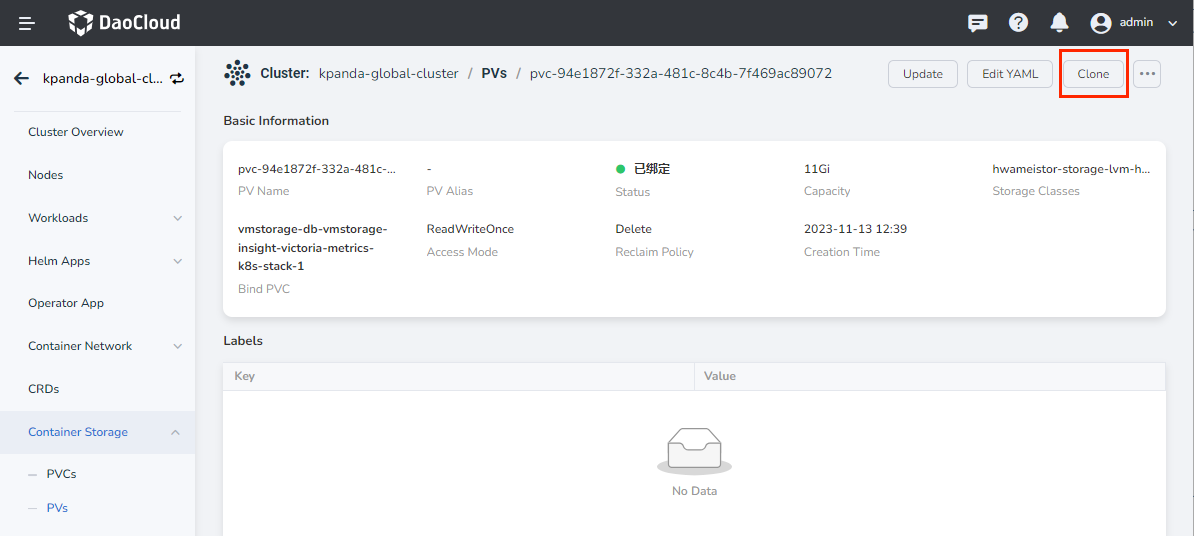 DaoCloud
admin
kpanda-global-cl...
Cluster: kpanda-global-cluster / PVs / pvc-94e1872f-332a-481c-8c4b-7f469ac89072
Update
Edit YAML
Clone
Cluster Overview
Nodes
Workloads
Helm Apps
Operator App
Container Network
CRDs
Container Storage
PVCs
PVs
Basic Information
pvc-94e1872f-332a-481c-...
PV Name
-
PV Alias
已绑定
Status
11Gi
Capacity
hwameistor-storage-lvm-h...
Storage Classes
vmstorage-db-vmstorage-
insight-victoria-metrics-
k8s-stack-1
Bind PVC
ReadWriteOnce
Access Mode
Delete
Reclaim Policy
2023-11-13 12:39
Creation Time
Labels
Key
Value
No Data